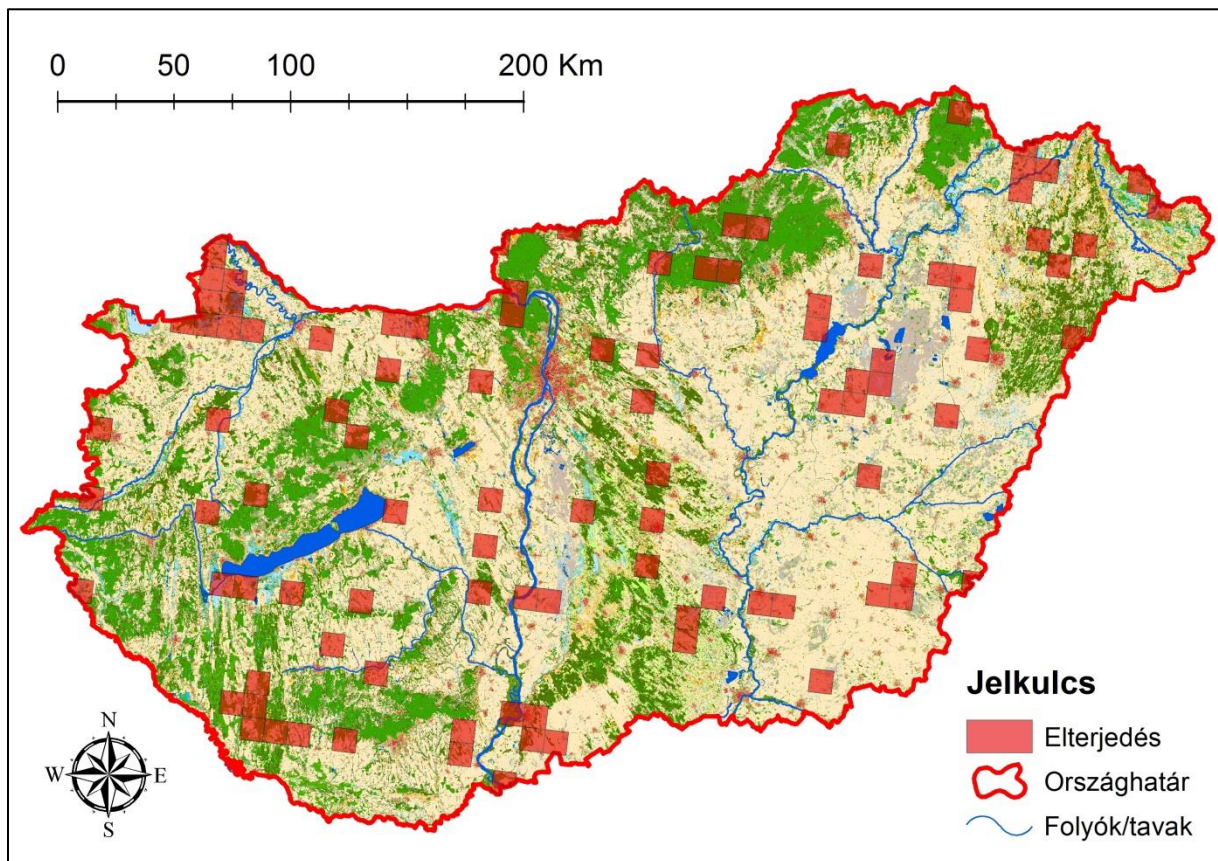 0 50 100 200 Km
N
W E
S
Jelkulcs
Elterjedés
Országhatár
Folyók/tavak